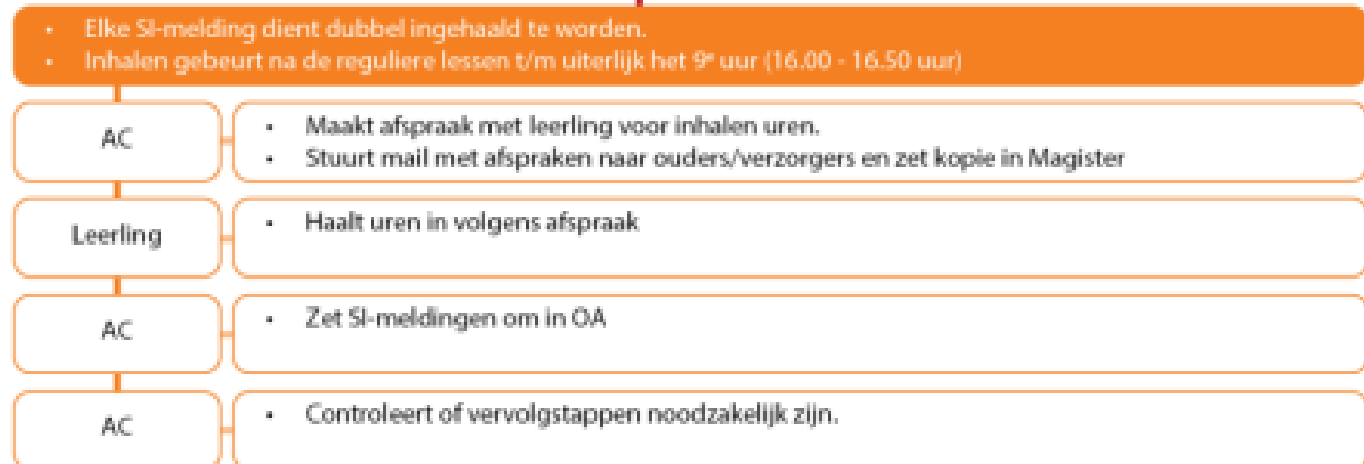 • Elke SI-melding dient dubbel ingehaald te worden.
• Inhalen gebeurt na de reguliere lessen t/m uiterlijk het 9e uur (16.00 - 16.50 uur)
AC
• Maakt afspraak met leerling voor inhalen uren.
• Stuurt mail met afspraken naar ouders/verzorgers en zet kopie in Magister
Leerling
• Haalt uren in volgens afspraak
AC
• Zet SI-meldingen om in OA
AC
• Controleert of vervolgstappen noodzakelijk zijn.